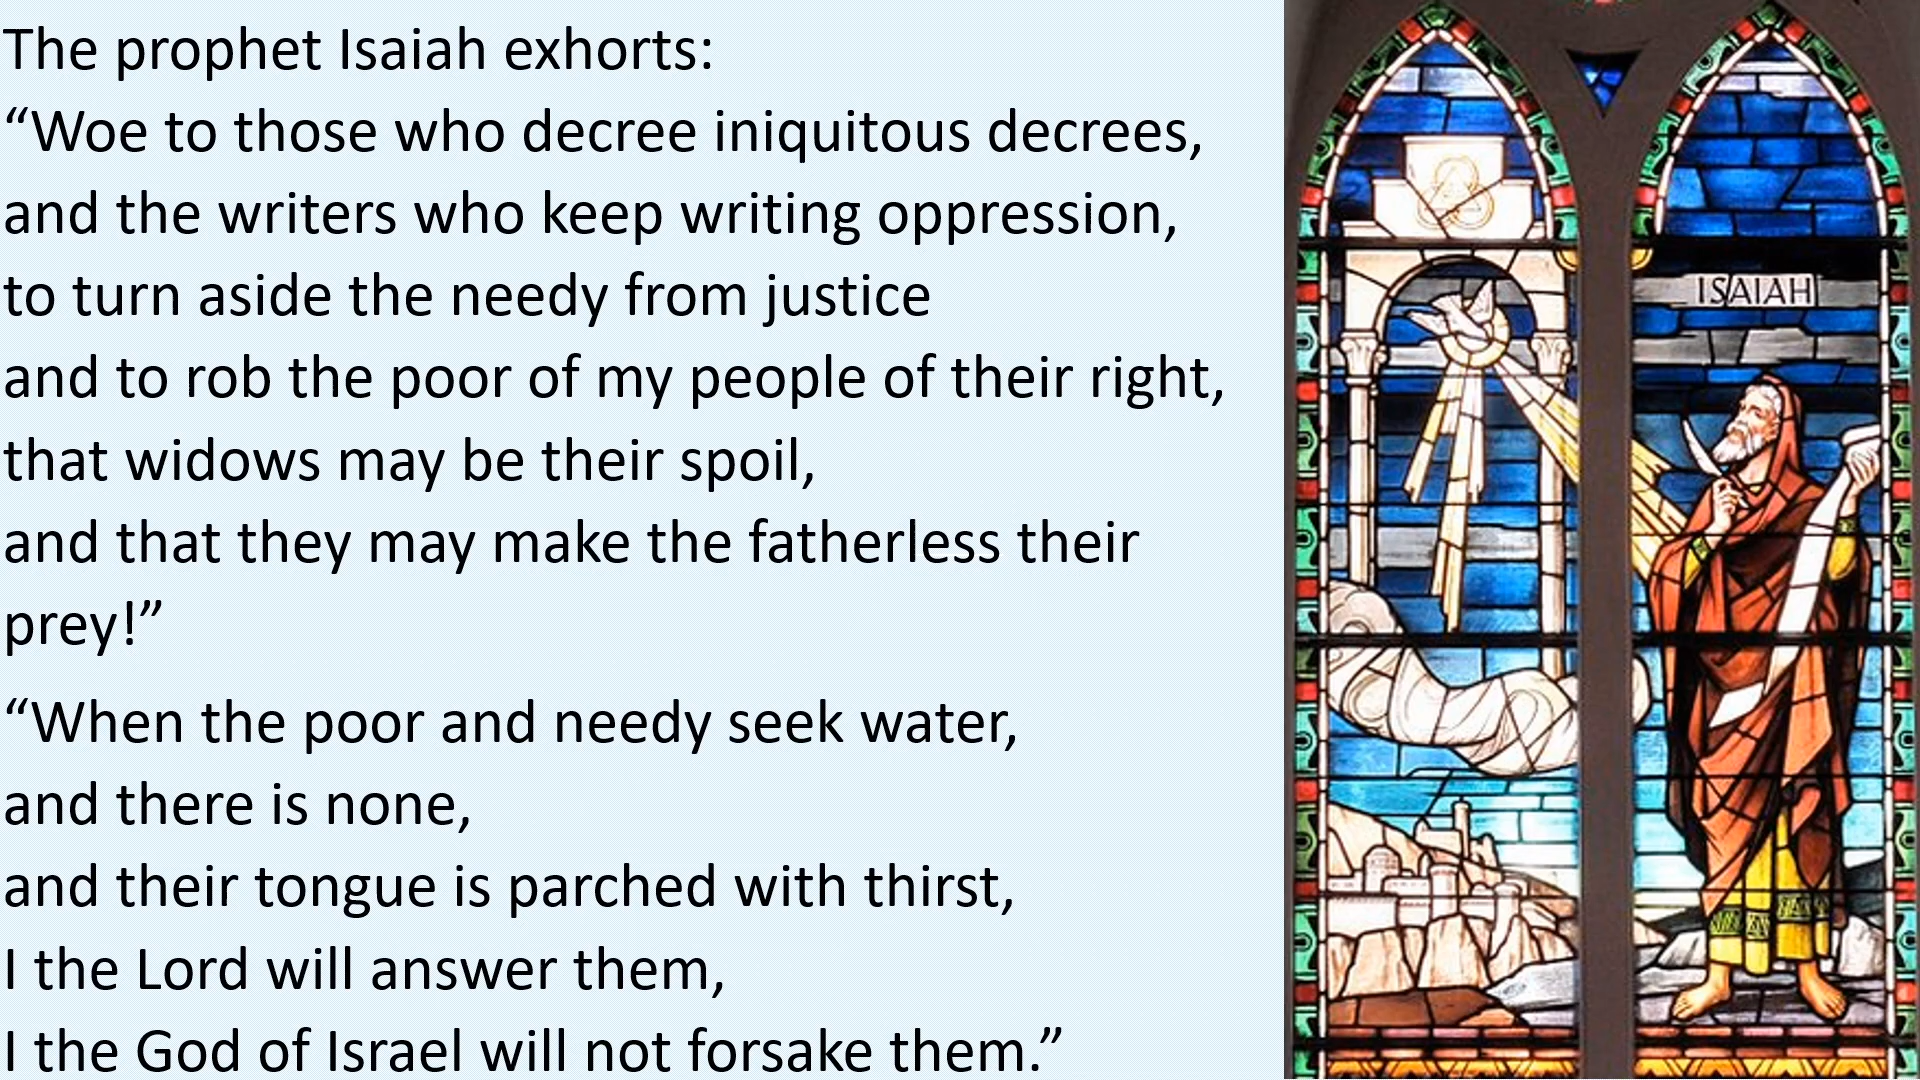 The prophet Isaiah exhorts:
“Woe to those who decree iniquitous decrees,
and the writers who keep writing oppression,
to turn aside the needy from justice
and to rob the poor of my people of their right,
that widows may be their spoil,
and that they may make the fatherless their
prey!”
“When the poor and needy seek water,
and there is none,
and their tongue is parched with thirst,
I the Lord will answer them,
I the God of Israel will not forsake them.”
ISAIAH